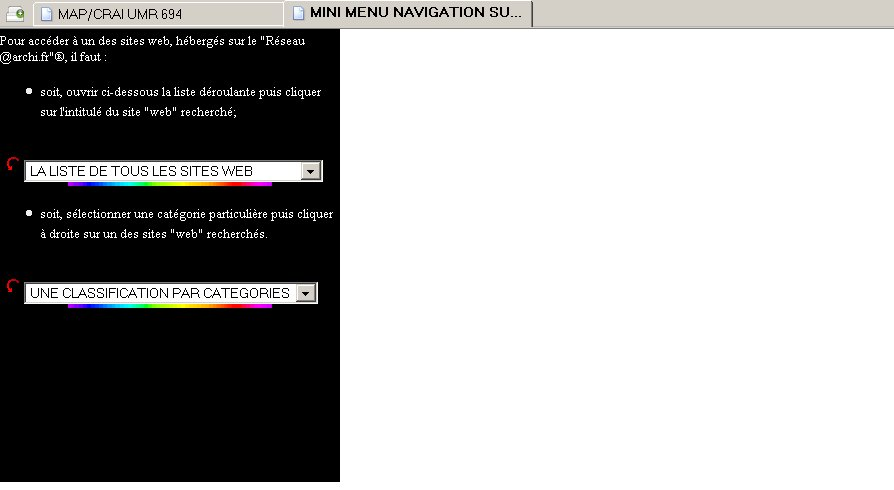 MAP/CRAI UMR 694
MINI MENU NAVIGATION SU...
Pour accéder à un des sites web, hébergés sur le "Réseau
@archi.fr"®, il faut :
soit, ouvrir ci-dessous la liste déroulante puis cliquer
sur l'intitulé du site "web" recherché;
LA LISTE DE TOUS LES SITES WEB
soit, sélectionner une catégorie particulière puis cliquer
à droite sur un des sites "web" recherchés.
UNE CLASSIFICATION PAR CATEGORIES